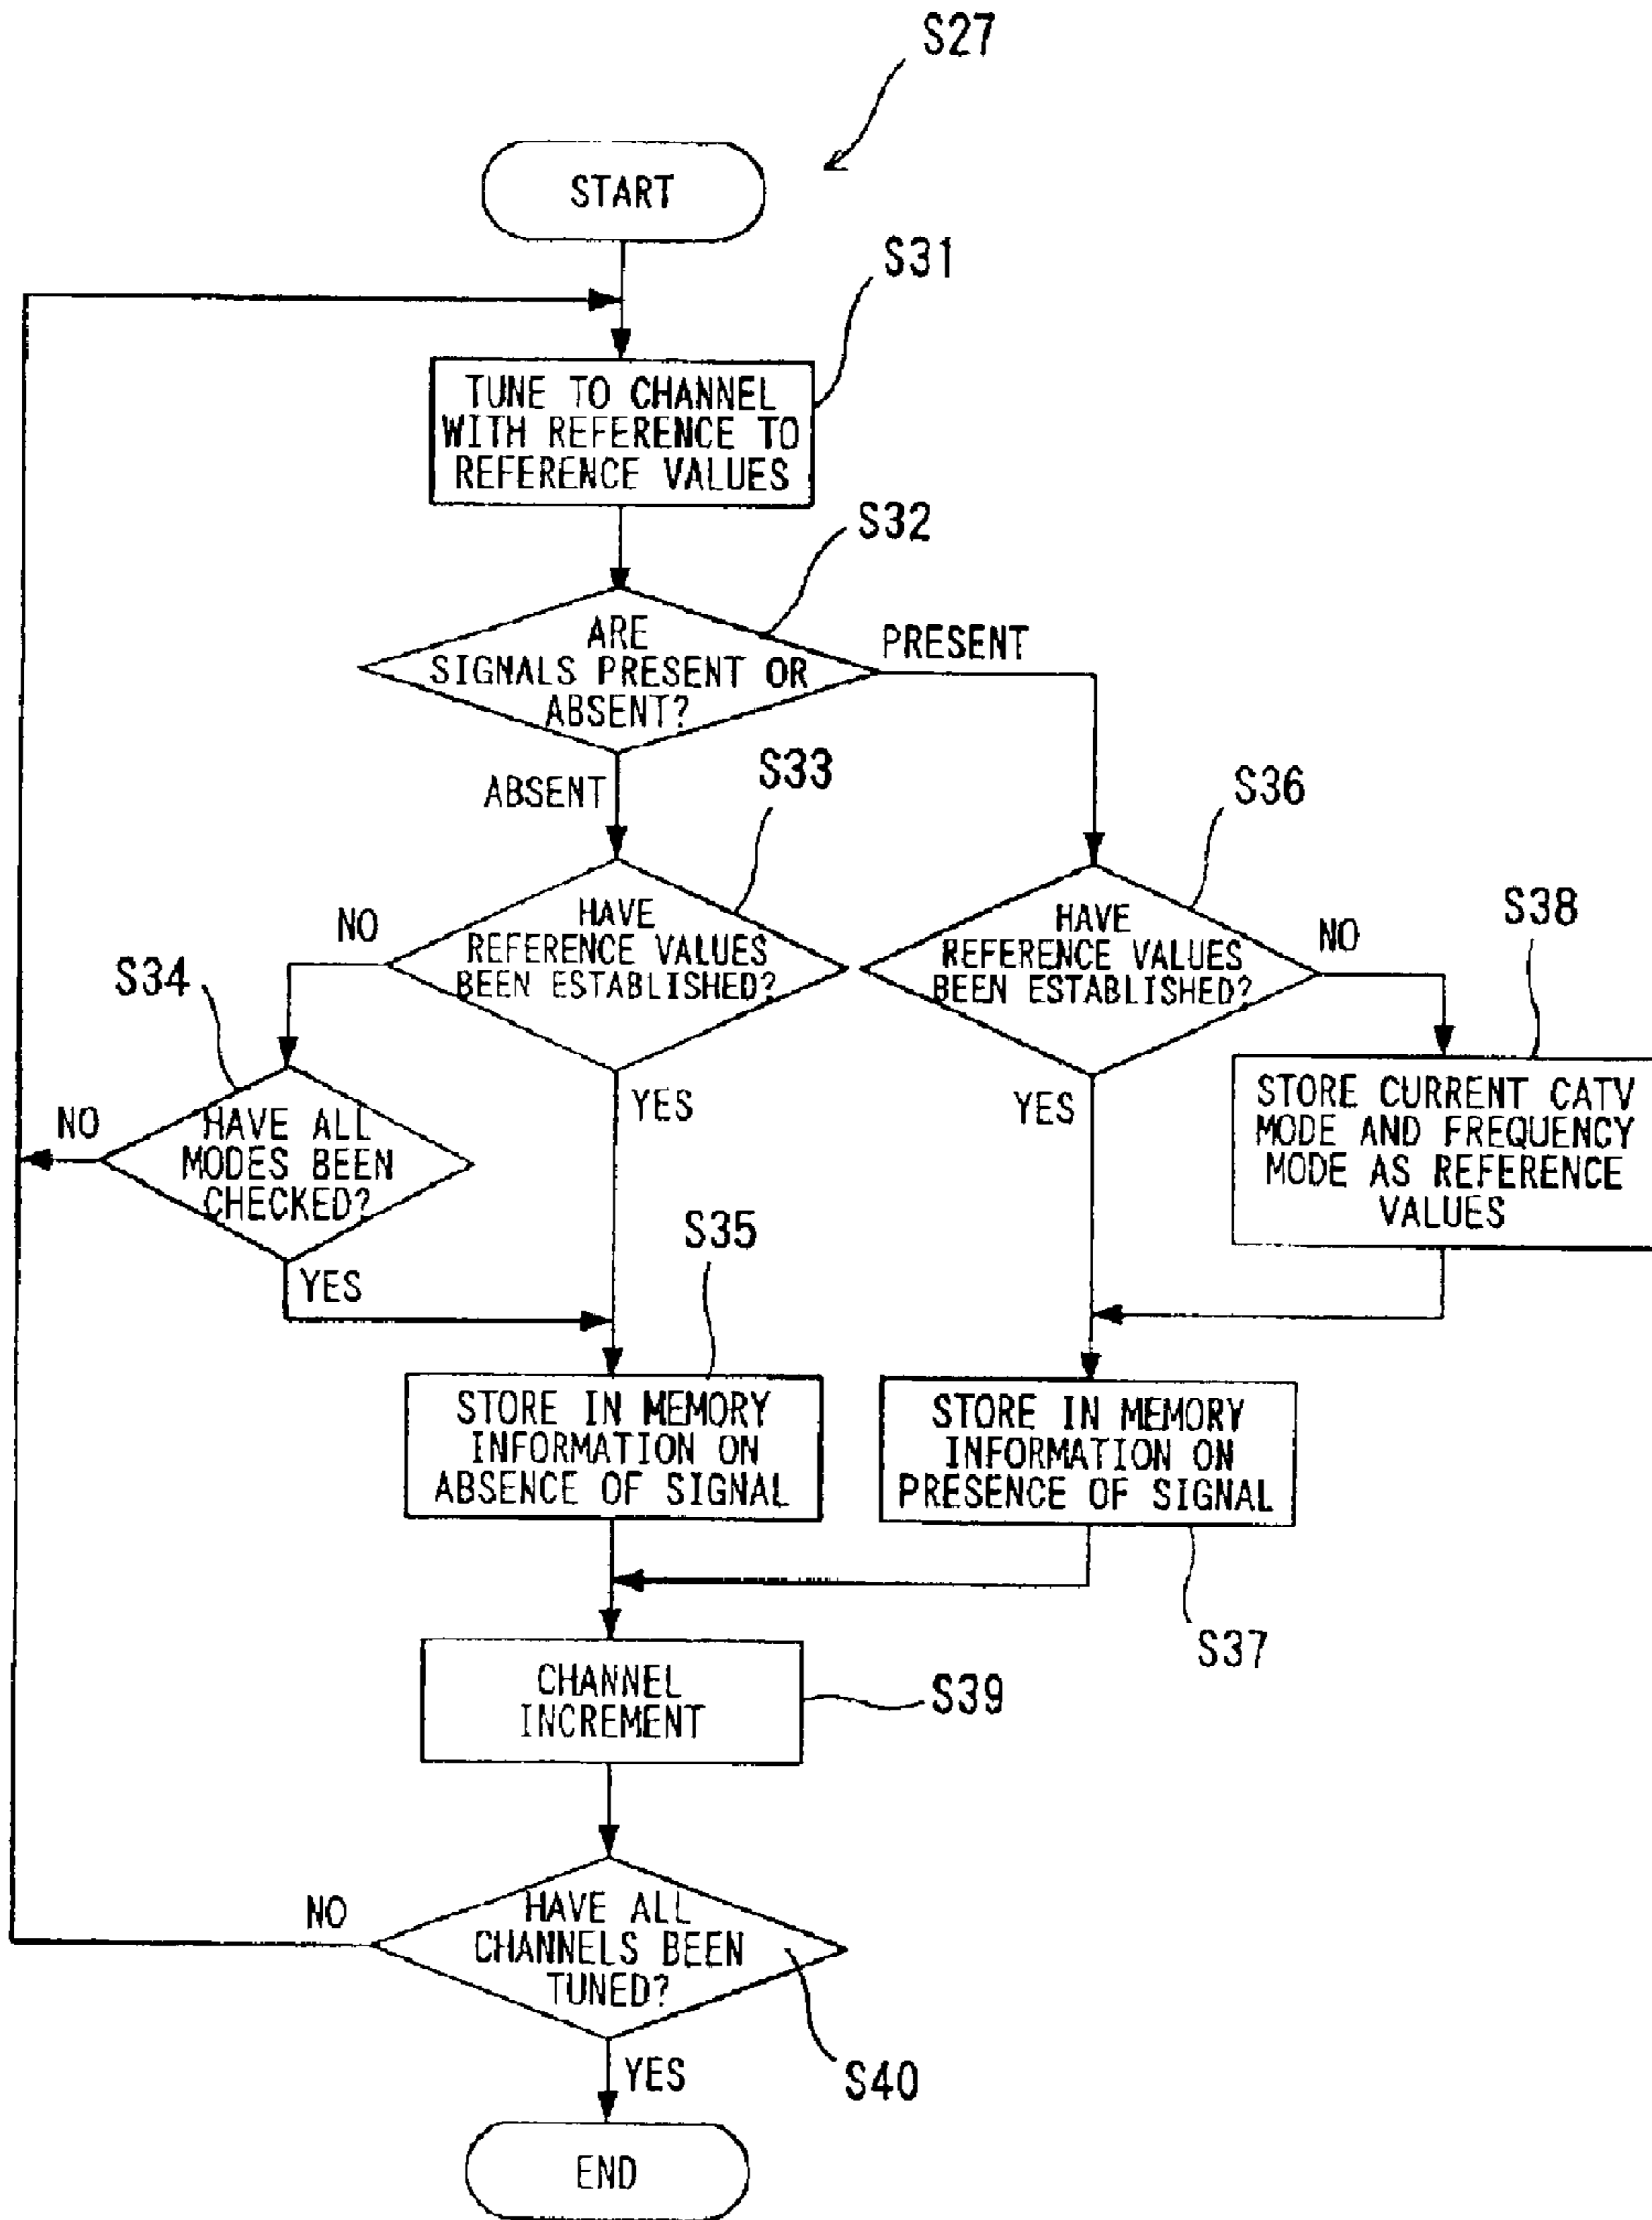 S27
START
S31
TUNE TO CHANNEL
WITH REFERENCE TO
REFERENCE VALUES
S32
ARE
SIGNALS PRESENT OR
ABSENT?
PRESENT
ABSENT
S33
S36
HAVE
REFERENCE VALUES
BEEN ESTABLISHED?
NO
HAVE
REFERENCE VALUES
BEEN ESTABLISHED?
NO
S38
S34
HAVE ALL
MODES BEEN
CHECKED?
NO
YES
YES
YES
STORE CURRENT CATV
MODE AND FREQUENCY
MODE AS REFERENCE
VALUES
S35
STORE IN MEMORY
INFORMATION ON
ABSENCE OF SIGNAL
STORE IN MEMORY
INFORMATION ON
PRESENCE OF SIGNAL
S37
CHANNEL
INCREMENT
S39
HAVE ALL
CHANNELS BEEN
TUNED?
NO
S40
YES
END